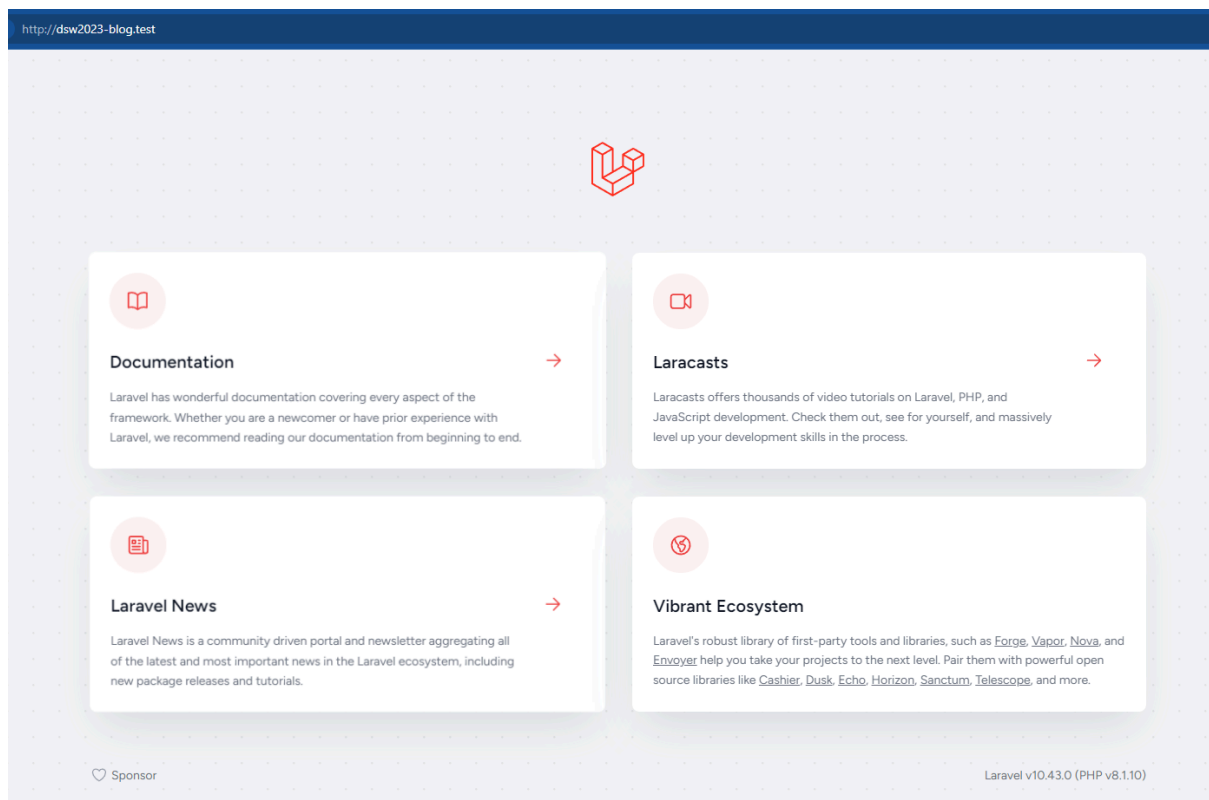 http://dsw2023-blog.test
Documentation
Laravel has wonderful documentation covering every aspect of the
framework. Whether you are a newcomer or have prior experience with
Laravel, we recommend reading our documentation from beginning to end.
Laracasts
Laracasts offers thousands of video tutorials on Laravel, PHP, and
JavaScript development. Check them out, see for yourself, and massively
level up your development skills in the process.
Laravel News
Laravel News is a community driven portal and newsletter aggregating all
of the latest and most important news in the Laravel ecosystem, including
new package releases and tutorials.
Vibrant Ecosystem
Laravel's robust library of first-party tools and libraries, such as Forge, Vapor, Nova, and
Envoyer help you take your projects to the next level. Pair them with powerful open
source libraries like Cashier, Dusk, Echo, Horizon, Sanctum, Telescope, and more.
Sponsor
Laravel v10.43.0 (PHP v8.1.10)